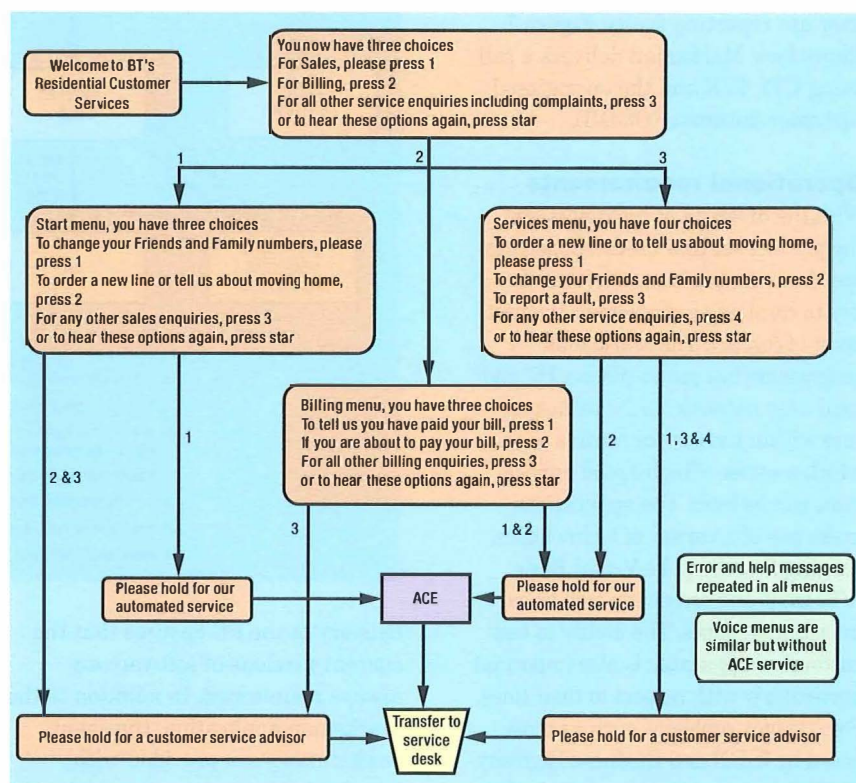 Welcome to BT's
Residential Customer
Services
You now have three choices
For Sales, please press 1
For Billing, press 2
For all other service enquiries including complaints, press 3
or to hear these options again, press star
1
2
3
Start menu, you have three choices
To change your Friends and Family numbers, please
press 1
To order a new line or tell us about moving home,
press 2
For any other sales enquiries, press 3
or to hear these options again, press star
Services menu, you have four choices
To order a new line or to tell us about moving home,
please press 1
To change your Friends and Family numbers, press 2
To report a fault, press 3
For any other service enquiries, press 4
or to hear these options again, press star
Billing menu, you have three choices
To tell us you have paid your bill, press 1
If you are about to pay your bill, press 2
For all other billing enquiries, press 3
or to hear these options again, press star
1
2
1, 3 & 4
2 & 3
3
1 & 2
Please hold for our
automated service
ACE
Please hold for our
automated service
Error and help messages
repeated in all menus
Voice menus are
similar but without
ACE service
Please hold for a customer service advisor
Transfer to
service
desk
Please hold for a customer service advisor